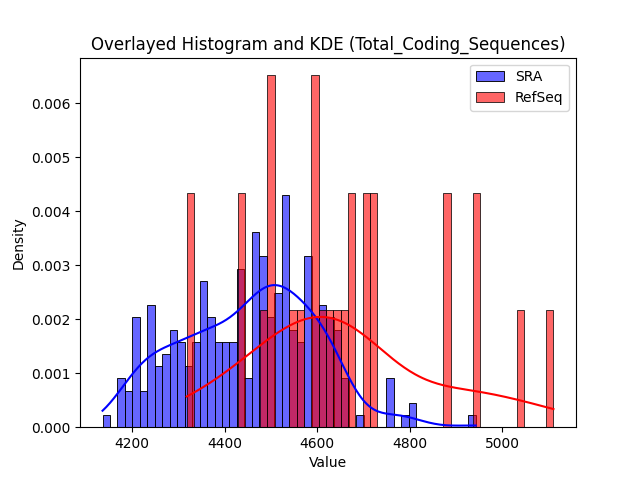 Overlayed Histogram and KDE (Total_Coding_Sequences)
SRA
RefSeq
0.006
0.005
0.004
0.003
0.002
0.001
0.000
Density
4200 4400 4600 4800 5000
Value